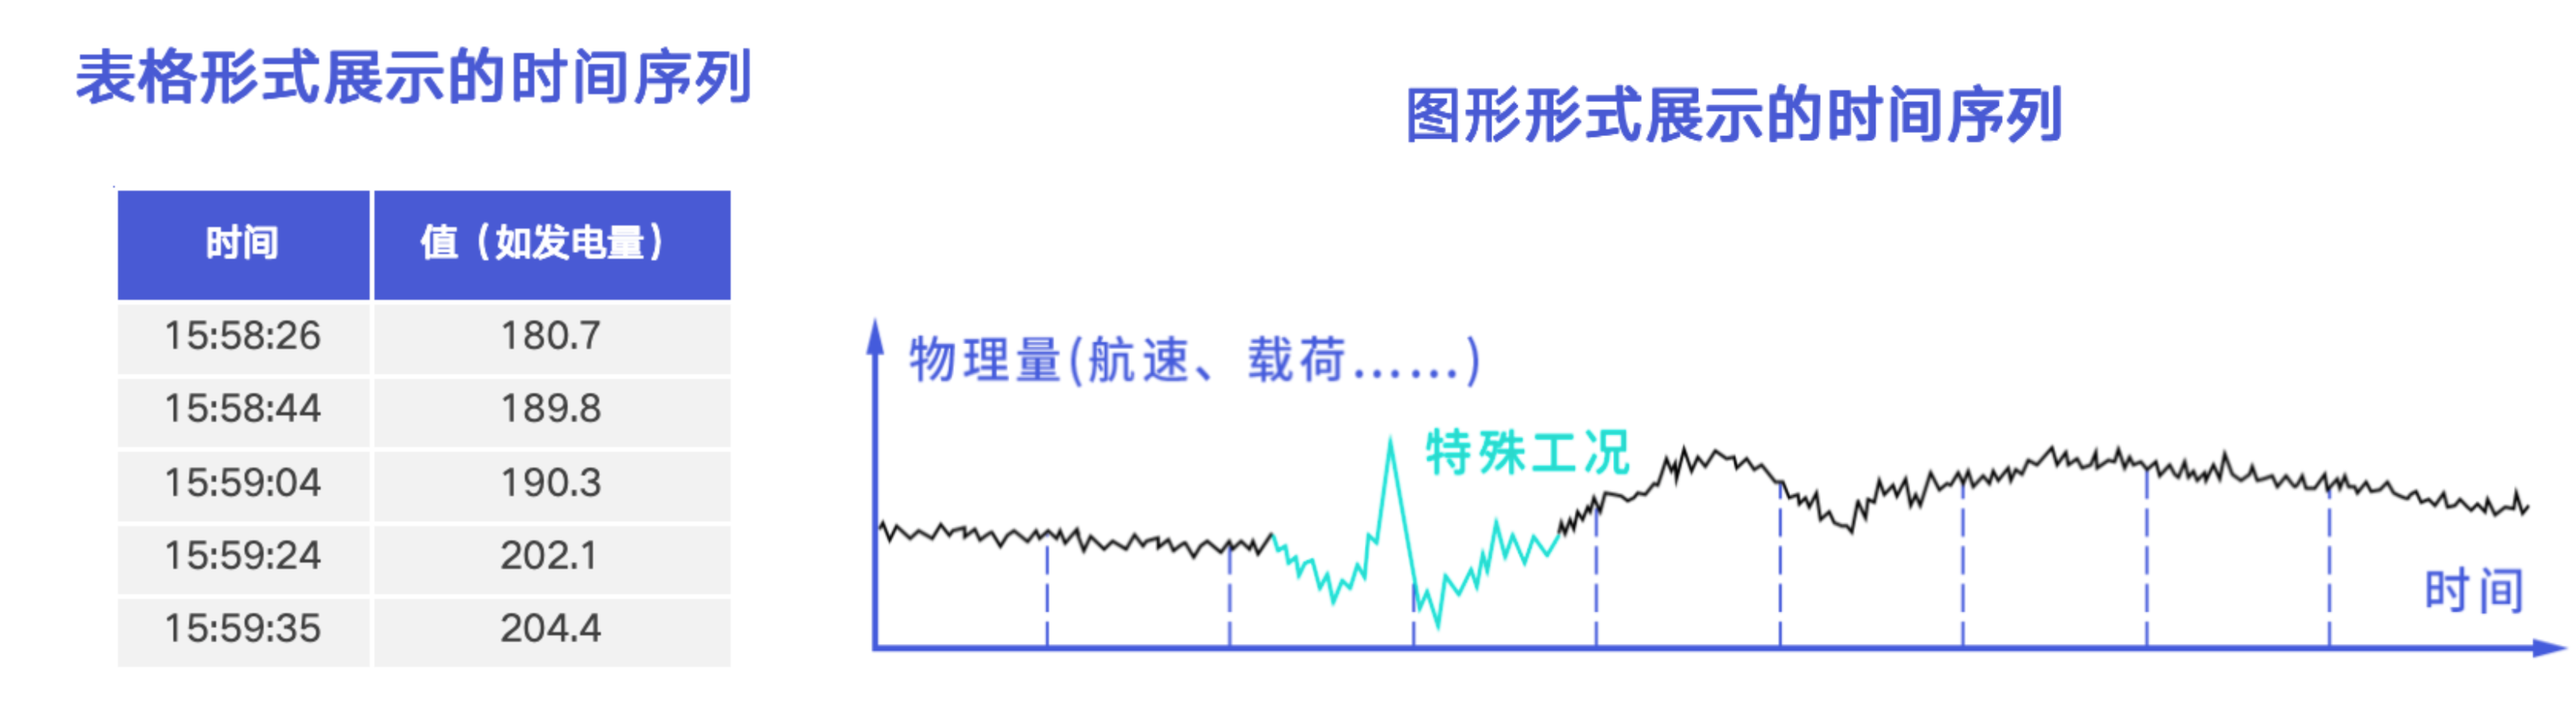 表格形式展示的时间序列
时间 值（如发电量）
15:58:26 180.7
15:58:44 189.8
15:59:04 190.3
15:59:24 202.1
15:59:35 204.4
图形形式展示的时间序列
物理量(航速、载荷……)
特殊工况
时间